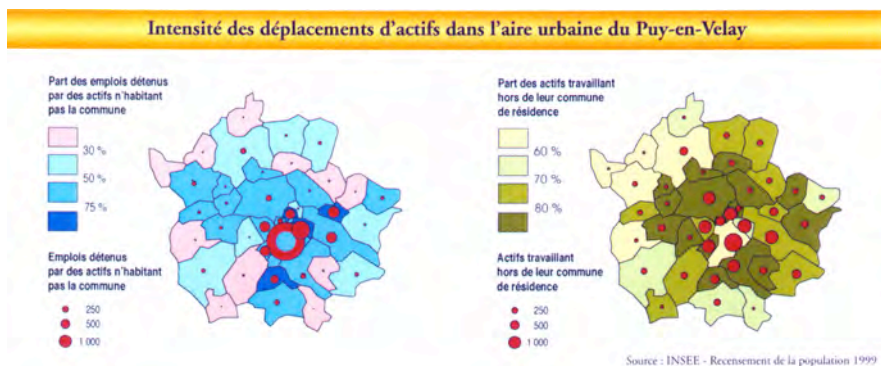 Intensité des déplacements d'actifs dans l'aire urbaine du Puy-en-Velay
Part des emplois détenus
par des actifs n'habitant
pas la commune
30 %
50 %
75 %
Emplois détenus
par des actifs n'habitant
pas la commune
250
500
1 000
Part des actifs travaillant
hors de leur commune
de résidence
60 %
70 %
80 %
Actifs travaillant
hors de leur commune
de résidence
250
500
1 000
Source : INSEE - Recensement de la population 1999